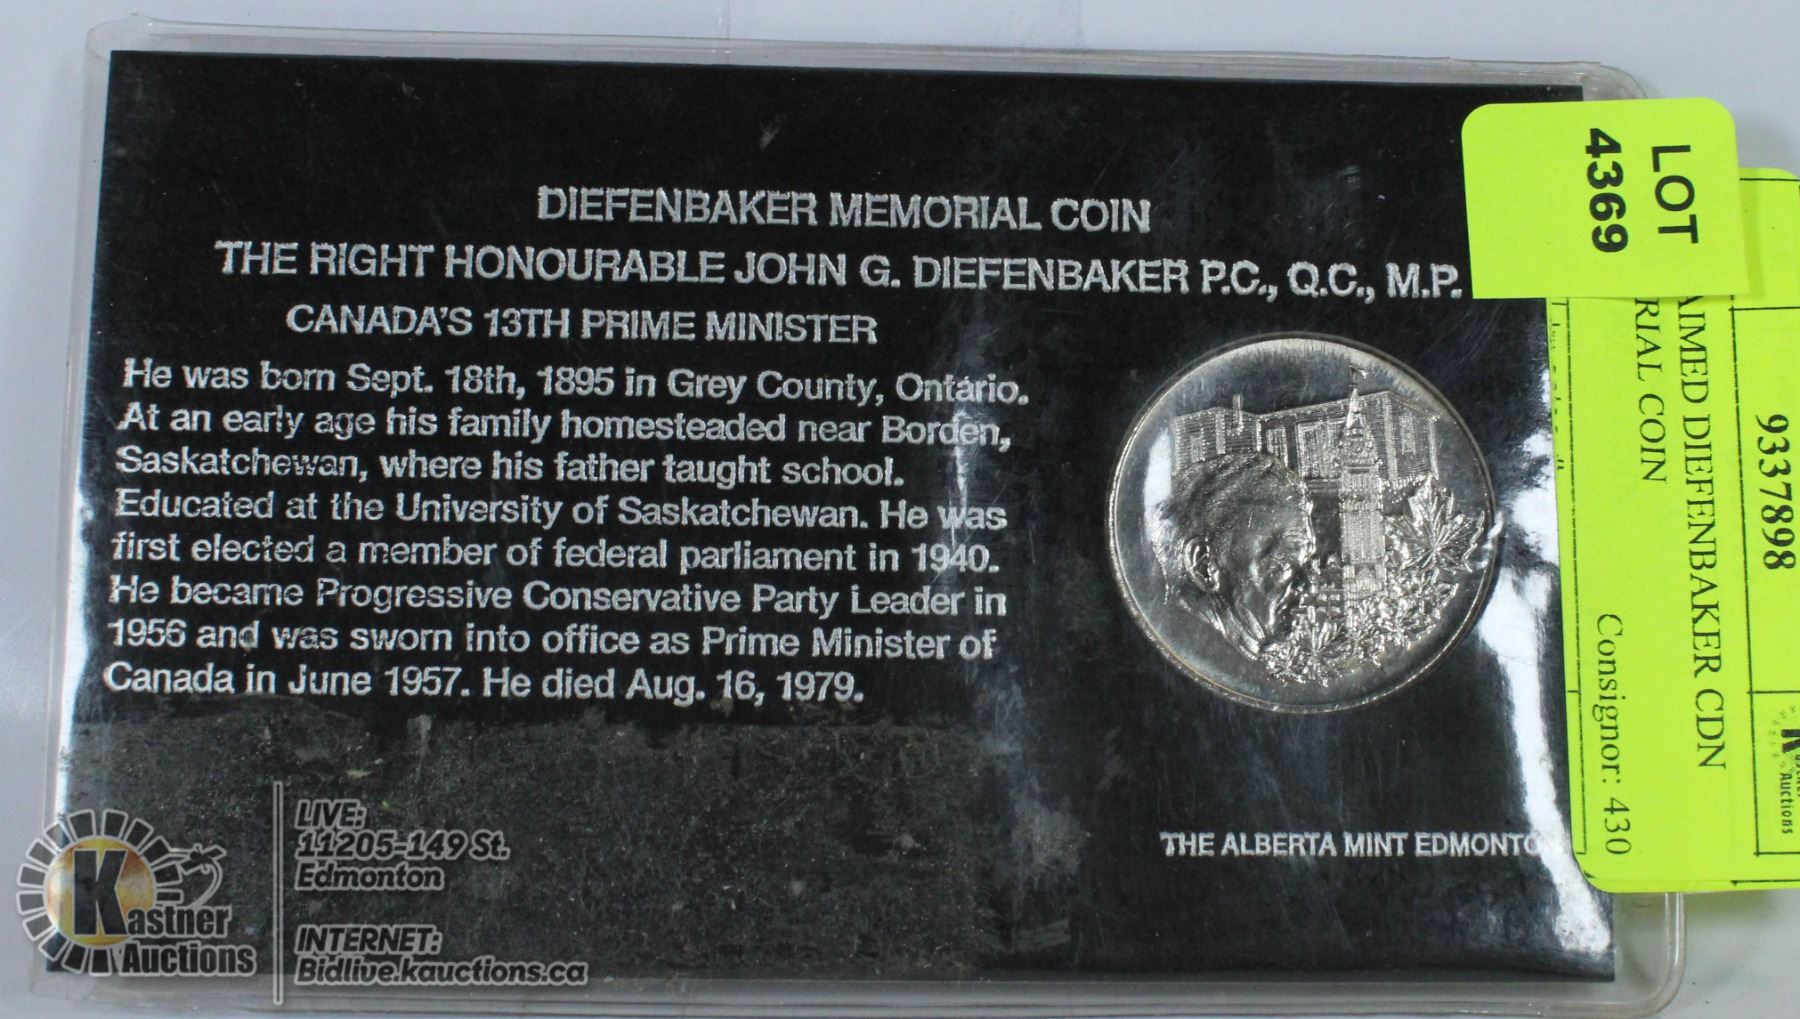 DIEFENBAKER MEMORIAL COIN
THE RIGHT HONOURABLE JOHN G. DIEFENBAKER P.C., Q.C., M.P.
CANADA'S 13TH PRIME MINISTER
He was born Sept. 18th, 1895 in Grey County, Ontario.
At an early age his family homesteaded near Borden,
Saskatchewan, where his father taught school.
Educated at the University of Saskatchewan. He was
first elected a member of federal parliament in 1940.
He became Progressive Conservative Party Leader in
1956 and was sworn into office as Prime Minister of
Canada in June 1957. He died Aug. 16, 1979.
THE ALBERTA MINT EDMONTO
LOT
4369
9337898
AIMED DIEFENBAKER CDN
RIAL COIN
Consignor: 430
Auctions
Kastner
Auctions
LIVE:
11205-149 St.
Edmonton
INTERNET:
Bidlive.kauctions.ca